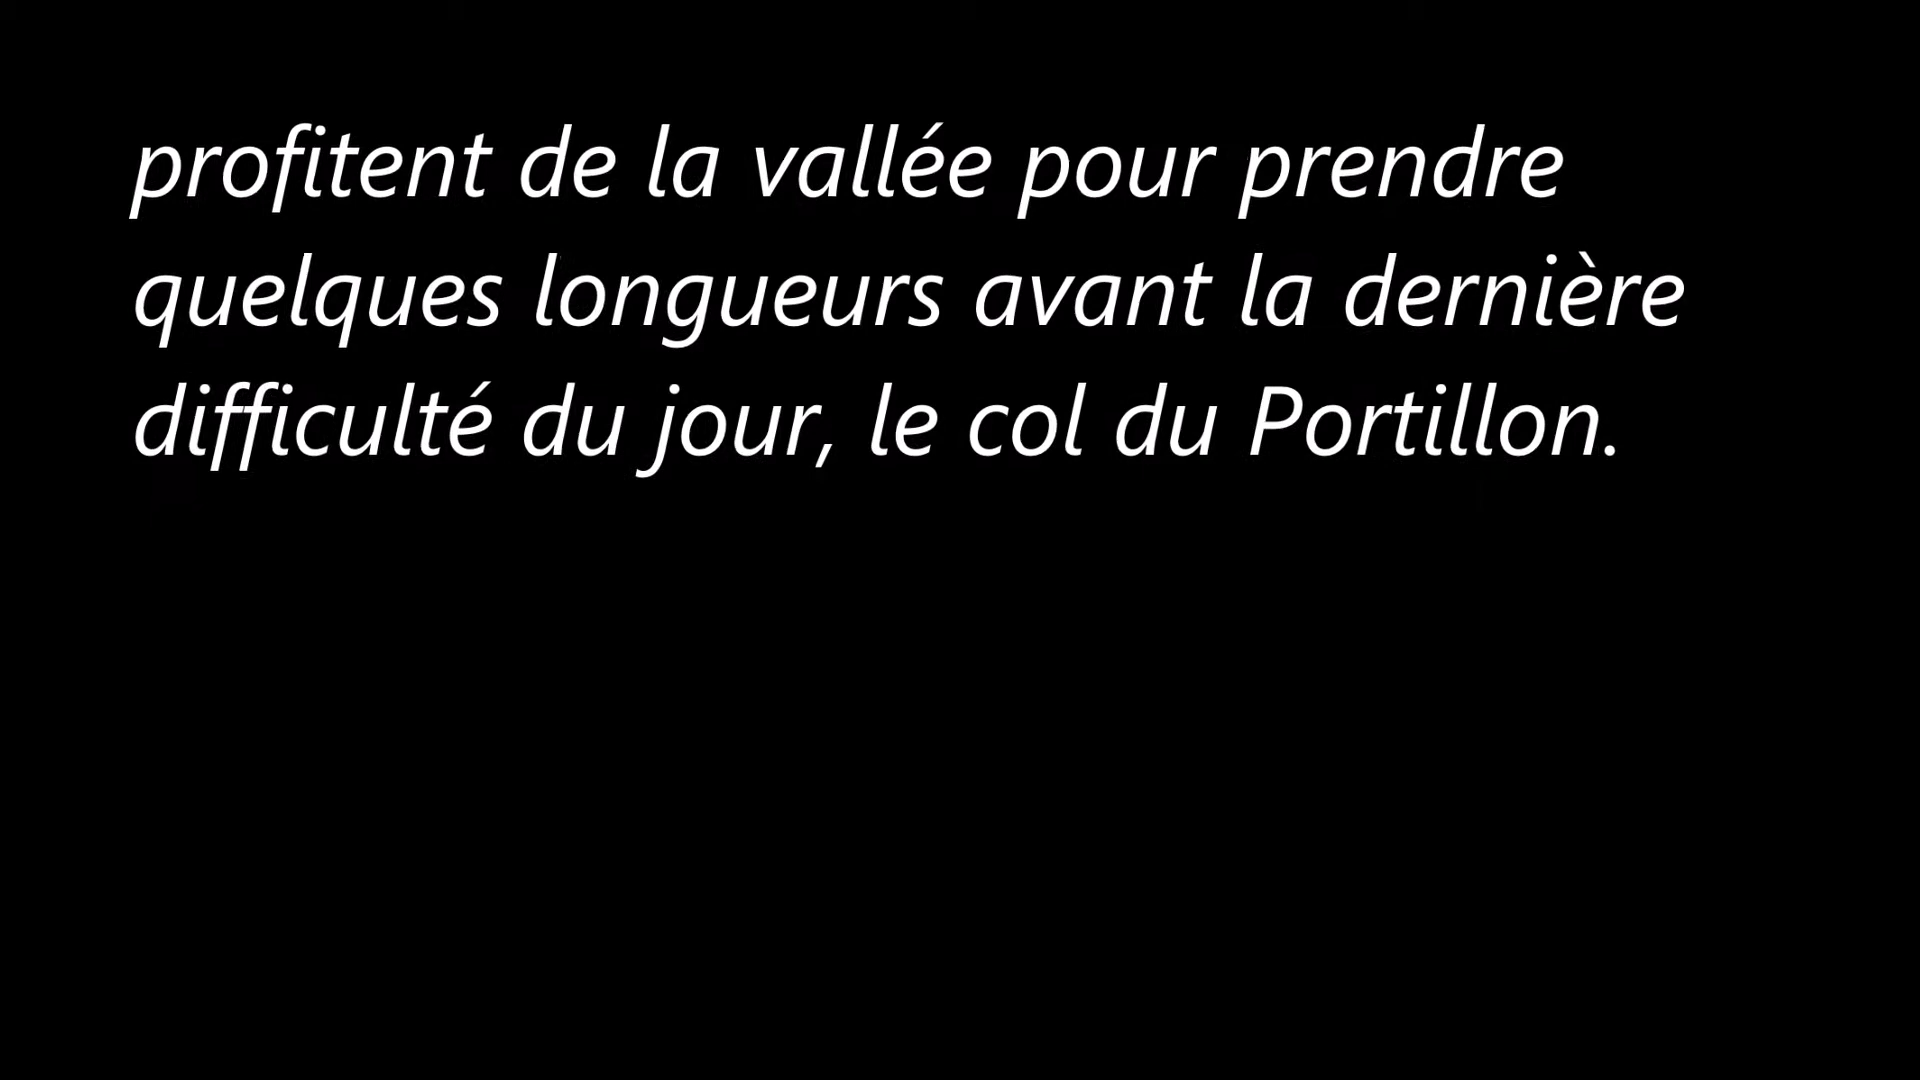 profitent de la vallée pour prendre
quelques longueurs avant la dernière
difficulté du jour, le col du Portillon.